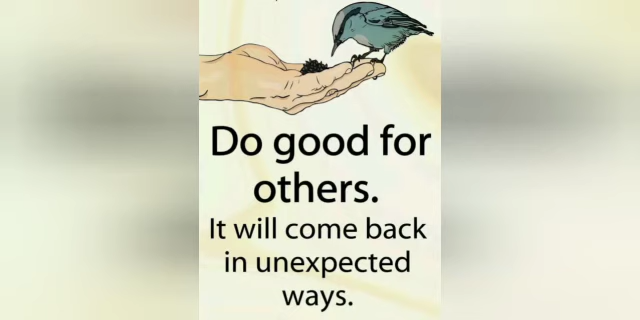 Do good for
others.
It will come back
in unexpected
ways.